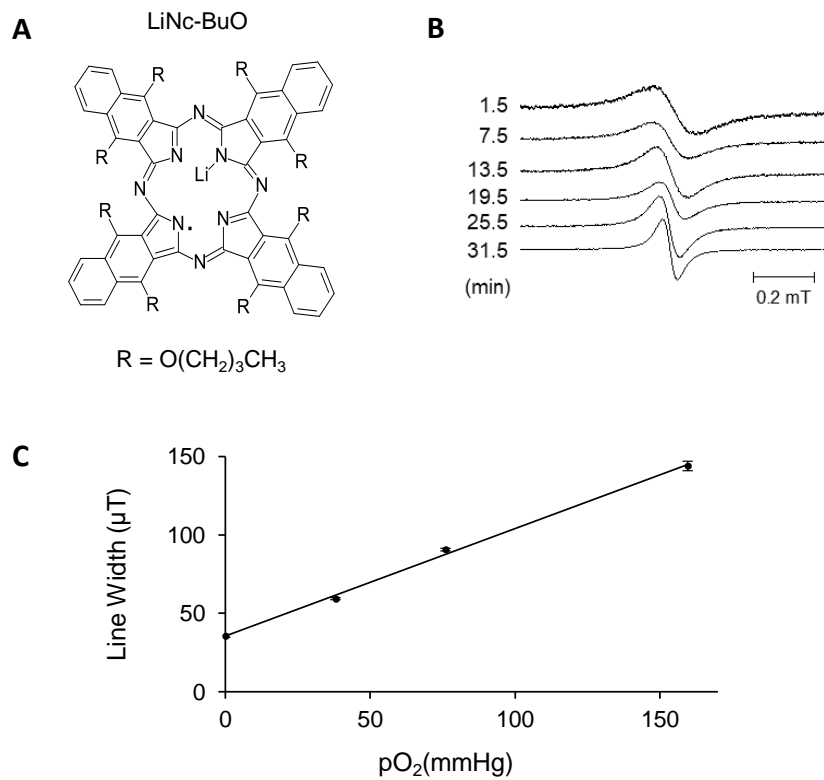 A
LiNc-BuO
R
R
R
R
N
N
N
Li
N
N
N
N·
N
R
R
R
R
R = O(CH₂)₃CH₃
B
1.5
7.5
13.5
19.5
25.5
31.5
(min)
0.2 mT
C
Line Width (μT)
150
100
50
0
0
50
100
150
pO₂(mmHg)